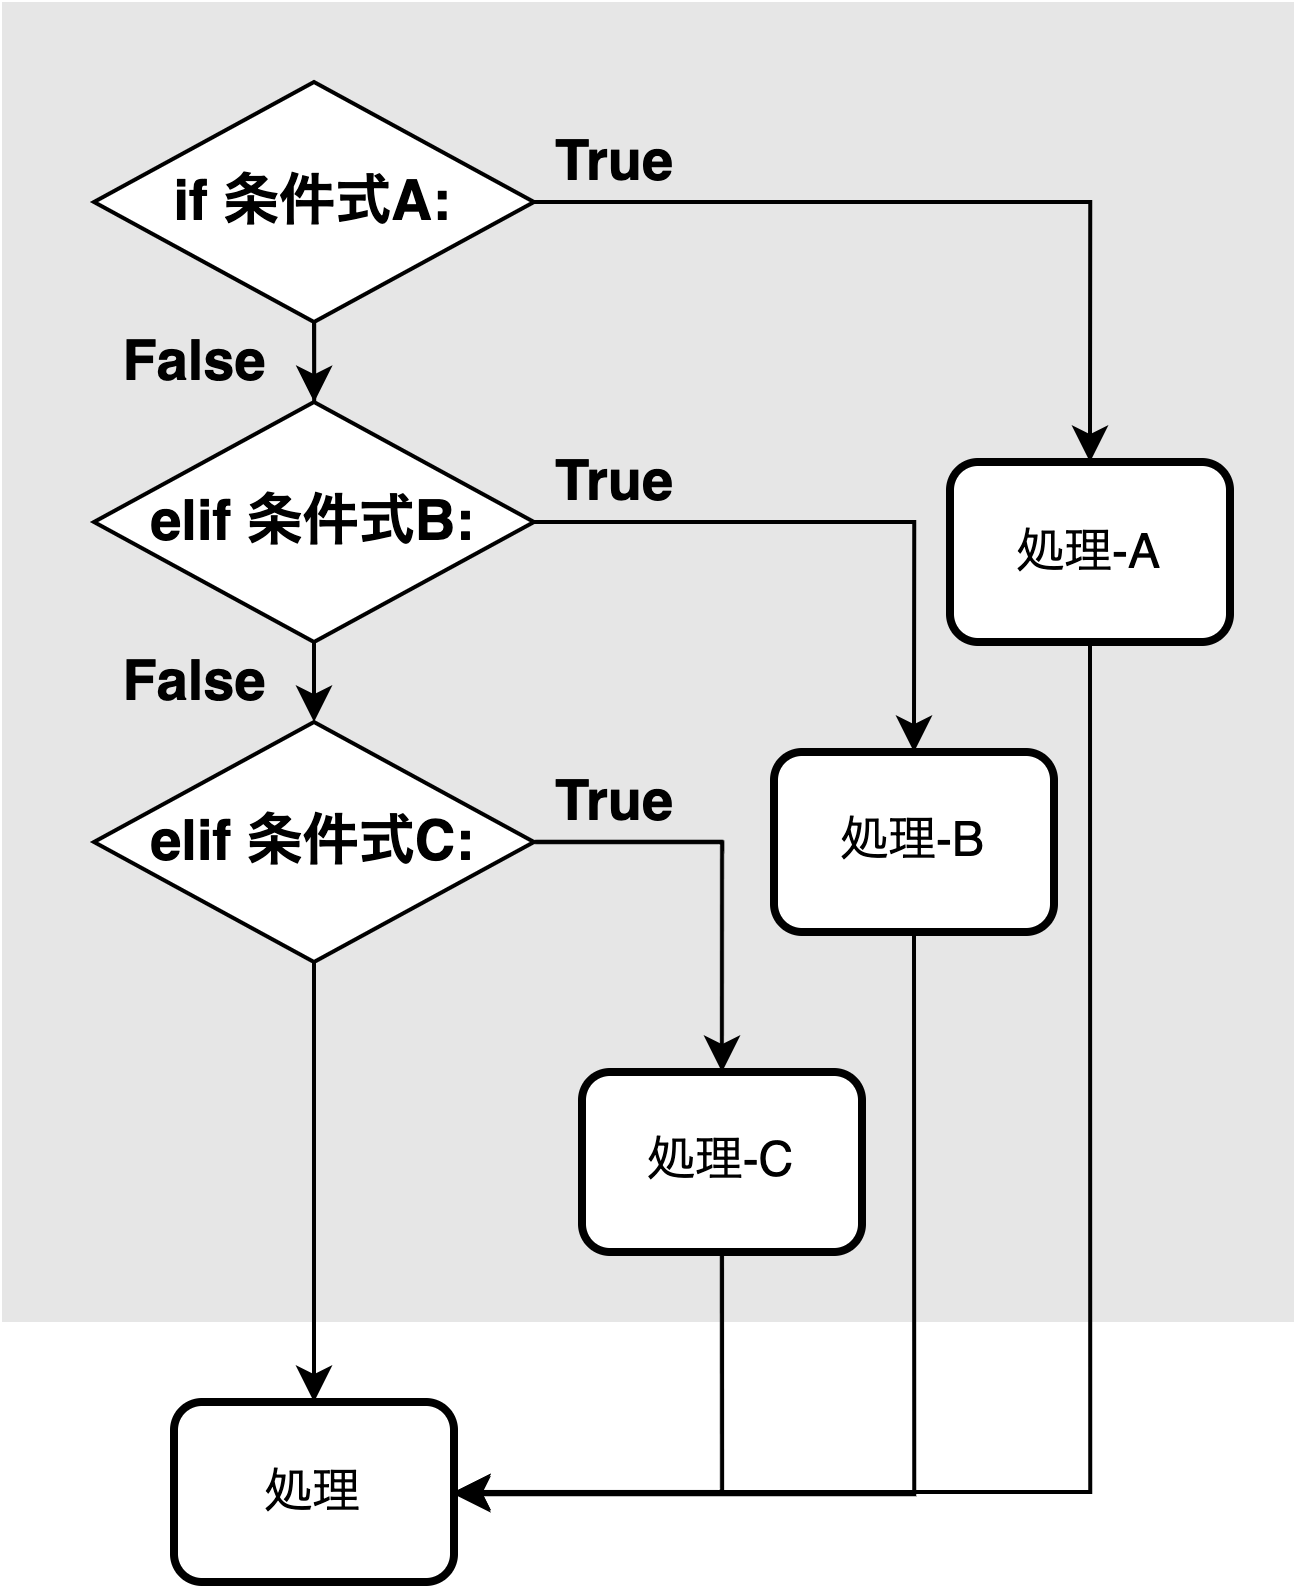 if 条件式A:
True
False
elif 条件式B:
True
処理-A
False
elif 条件式C:
True
処理-B
処理-C
処理